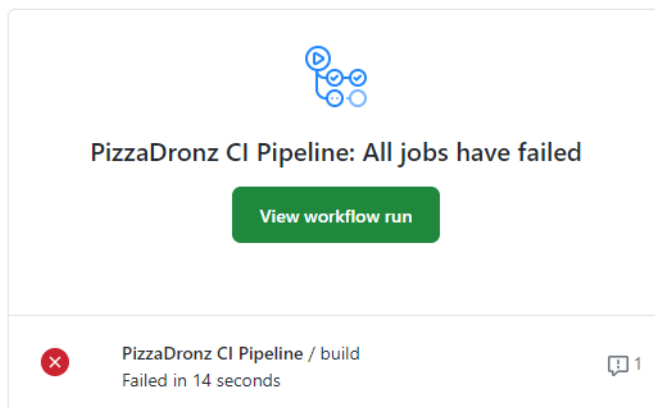 PizzaDronz CI Pipeline: All jobs have failed
View workflow run
PizzaDronz CI Pipeline / build
Failed in 14 seconds
1